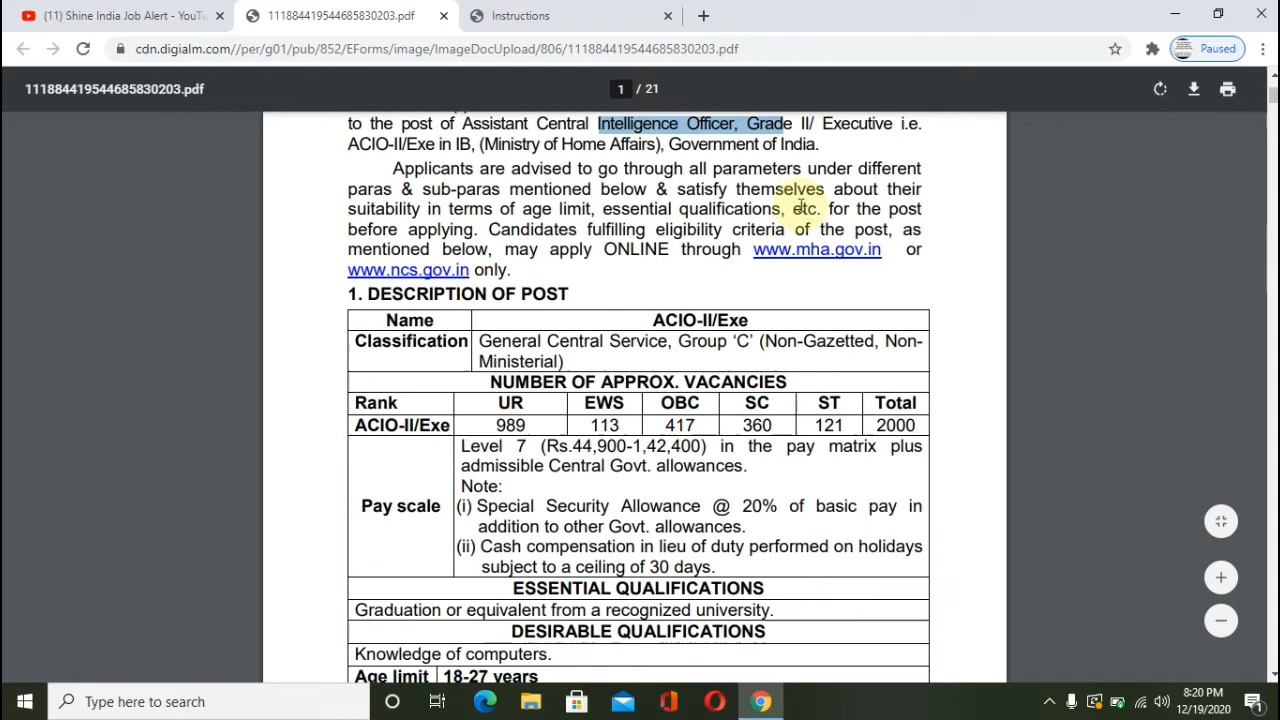 (11) Shine India Job Alert - YouTu
111884419544685830203.pdf
Instructions
cdn.digialm.com//per/g01/pub/852/EForms/image/ImageDocUpload/806/111884419544685830203.pdf
Paused
111884419544685830203.pdf
1 / 21
to the post of Assistant Central Intelligence Officer, Grade II/ Executive i.e.
ACIO-II/Exe in IB, (Ministry of Home Affairs), Government of India.
Applicants are advised to go through all parameters under different
paras & sub-paras mentioned below & satisfy themselves about their
suitability in terms of age limit, essential qualifications, etc. for the post
before applying. Candidates fulfilling eligibility criteria of the post, as
mentioned below, may apply ONLINE through www.mha.gov.in or
www.ncs.gov.in only.
1. DESCRIPTION OF POST
Name ACIO-II/Exe
Classification General Central Service, Group ‘C’ (Non-Gazetted, Non-
Ministerial)
NUMBER OF APPROX. VACANCIES
Rank UR EWS OBC SC ST Total
ACIO-II/Exe 989 113 417 360 121 2000
Level 7 (Rs.44,900-1,42,400) in the pay matrix plus
admissible Central Govt. allowances.
Note:
Pay scale (i) Special Security Allowance @ 20% of basic pay in
addition to other Govt. allowances.
(ii) Cash compensation in lieu of duty performed on holidays
subject to a ceiling of 30 days.
ESSENTIAL QUALIFICATIONS
Graduation or equivalent from a recognized university.
DESIRABLE QUALIFICATIONS
Knowledge of computers.
Age limit 18-27 years
Type here to search
8:20 PM
12/19/2020
1